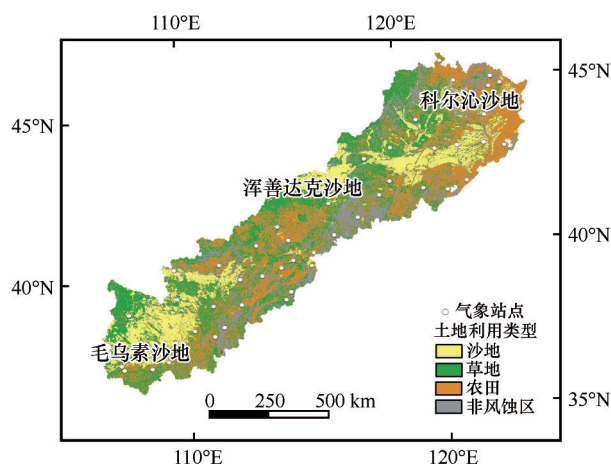 110°E 120°E
45°N
科尔沁沙地
45°N
浑善达克沙地
40°N
40°N
气象站点
土地利用类型
沙地
草地
农田
非风蚀区
毛乌素沙地
0 250 500 km
35°N
110°E 120°E